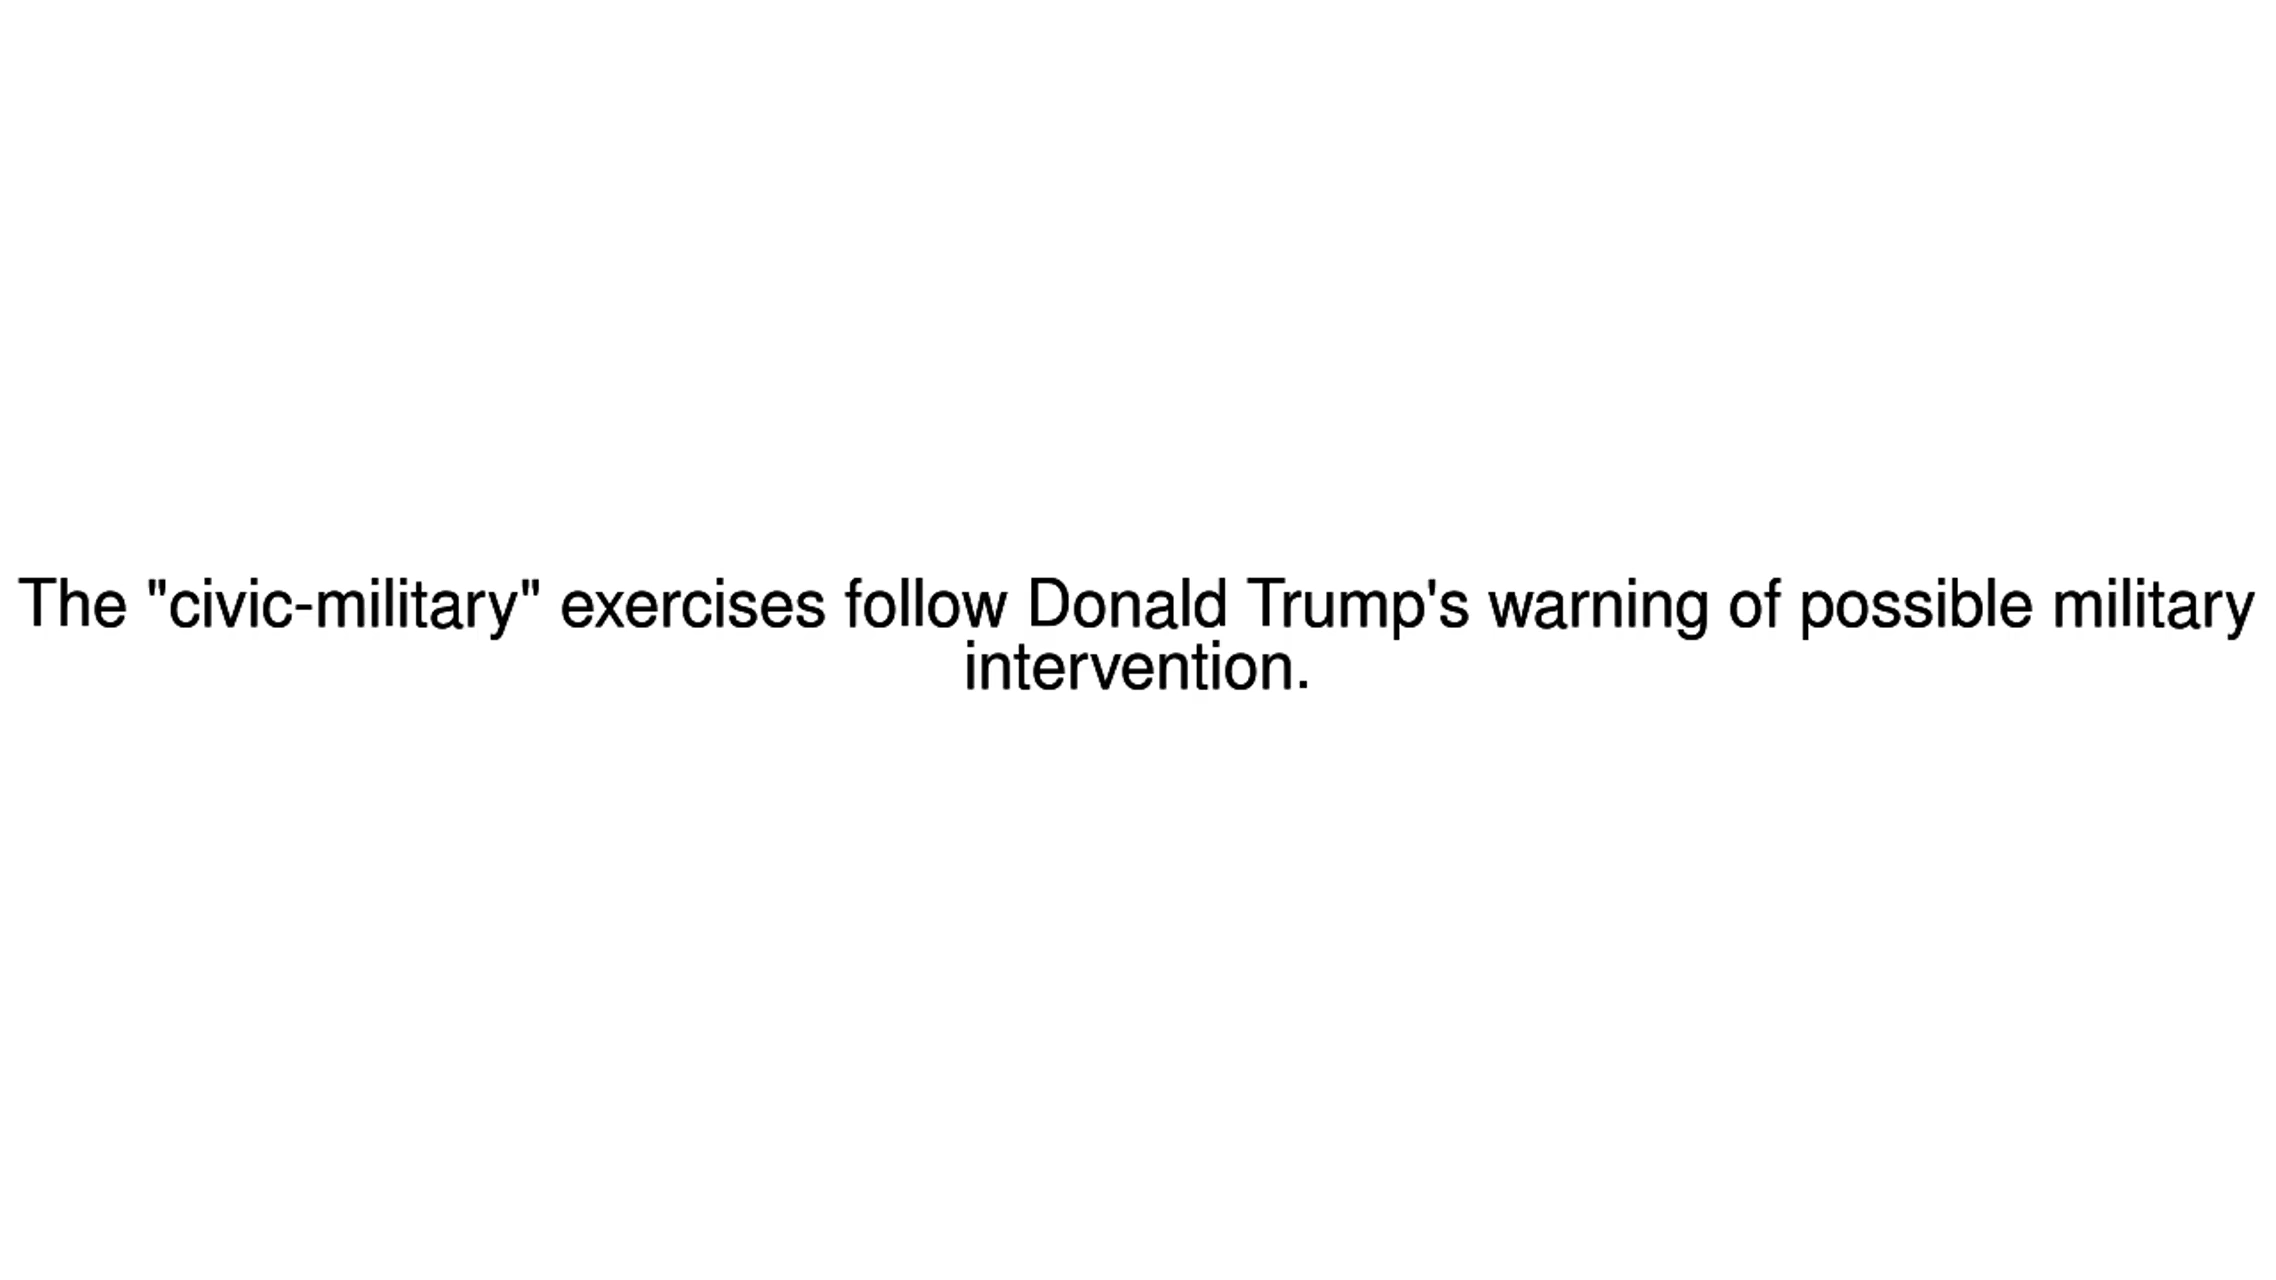 The "civic-military" exercises follow Donald Trump's warning of possible military
intervention.